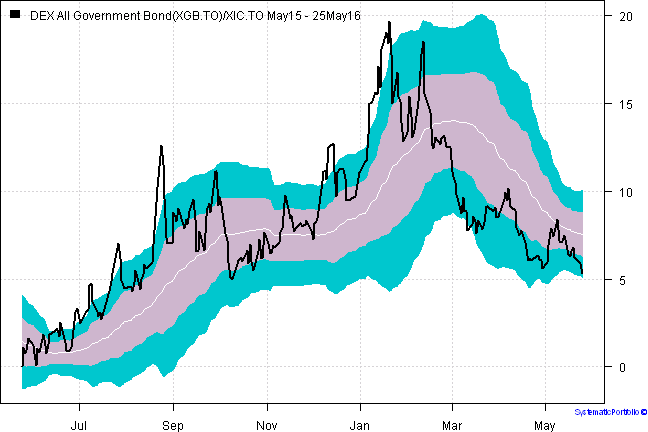 DEX All Government Bond(XGB.TO)/XIC.TO May15 - 25May16
20
15
10
5
0
Jul Sep Nov Jan Mar May
SystematicPortfolio ©